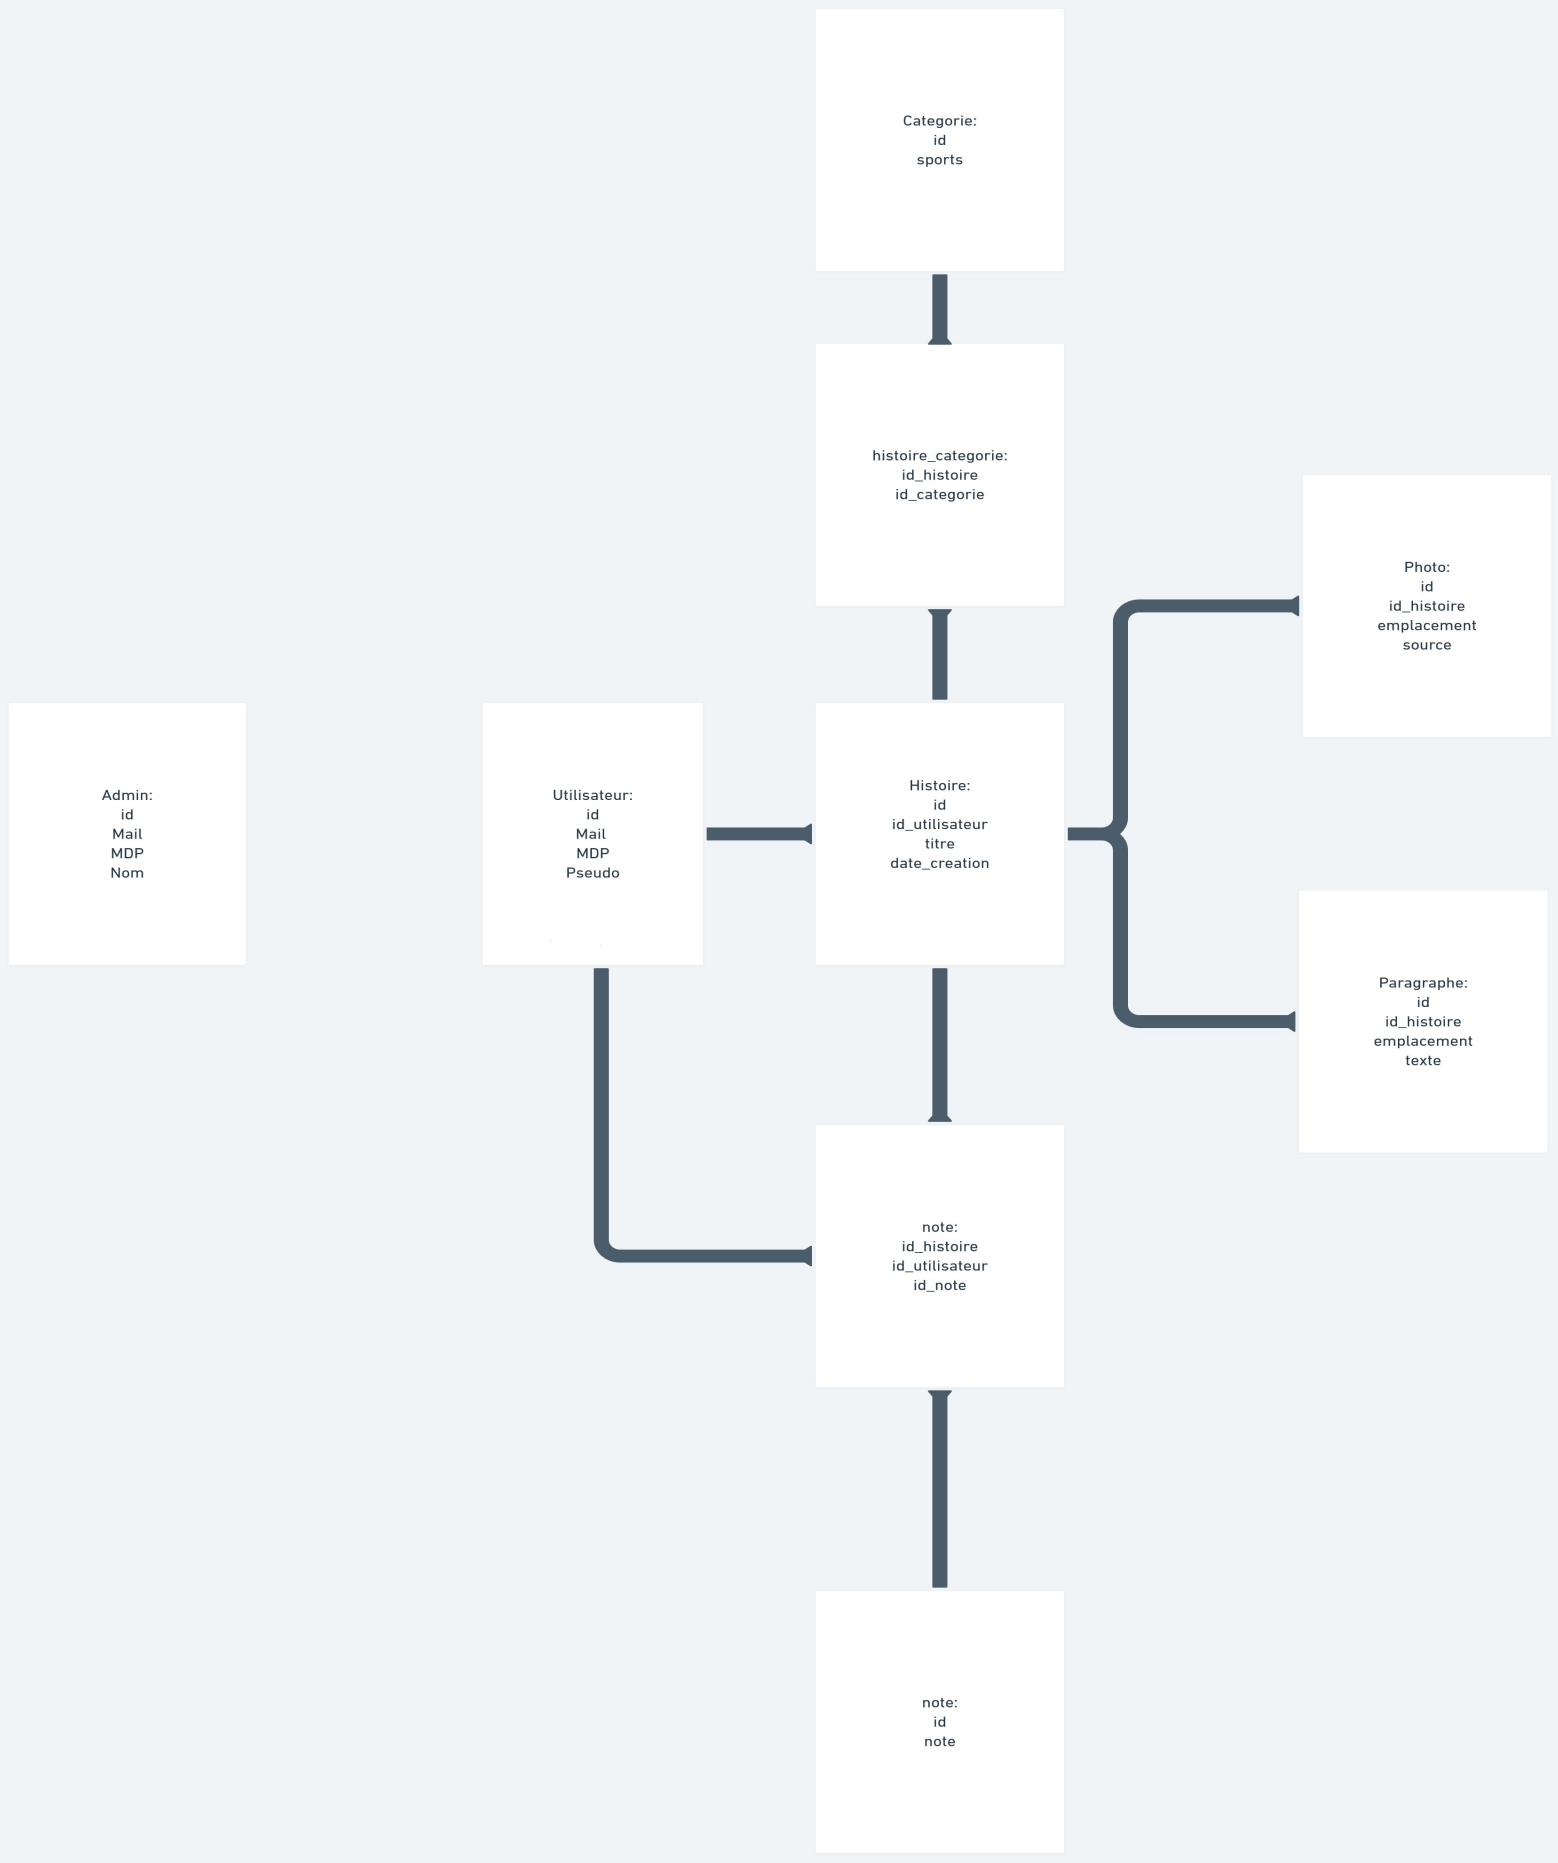 Categorie:
id
sports
histoire_categorie:
id_histoire
id_categorie
Photo:
id
id_histoire
emplacement
source
Admin:
id
Mail
MDP
Nom
Utilisateur:
id
Mail
MDP
Pseudo
Histoire:
id
id_utilisateur
titre
date_creation
Paragraphe:
id
id_histoire
emplacement
texte
note:
id_histoire
id_utilisateur
id_note
note:
id
note